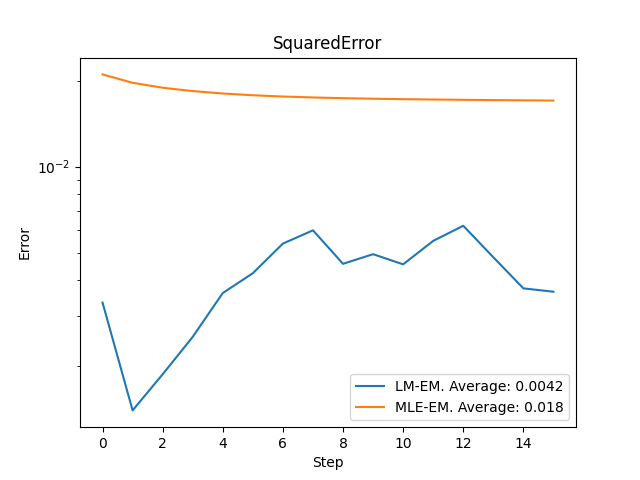 SquaredError
10⁻²
Error
0 2 4 6 8 10 12 14
Step
LM-EM. Average: 0.0042
MLE-EM. Average: 0.018